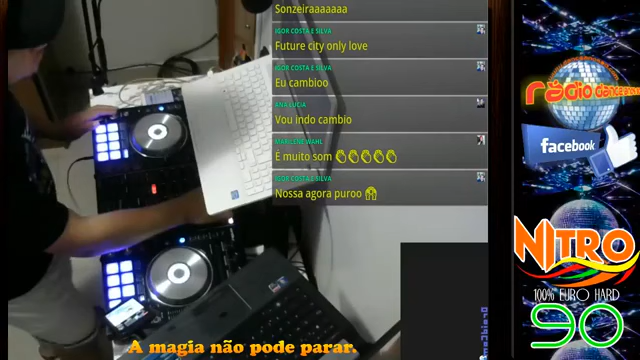 Sonzeiraaaaaaa
IGOR COSTA E SILVA
Future city only love
IGOR COSTA E SILVA
Eu cambioo
ANA LUCIA
Vou indo cambio
MARILENE WAHL
E muito som 👏👏👏👏👏
IGOR COSTA E SILVA
Nossa agora puroo
A magia não pode parar.
facebook
NITRO
100% EURO HARD
90